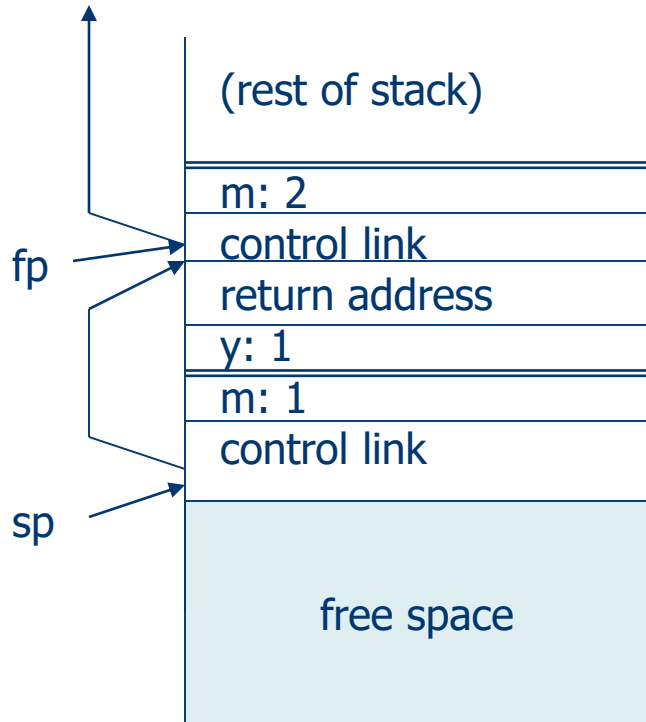 (rest of stack)
m: 2
control link
fp
return address
y: 1
m: 1
control link
sp
free space